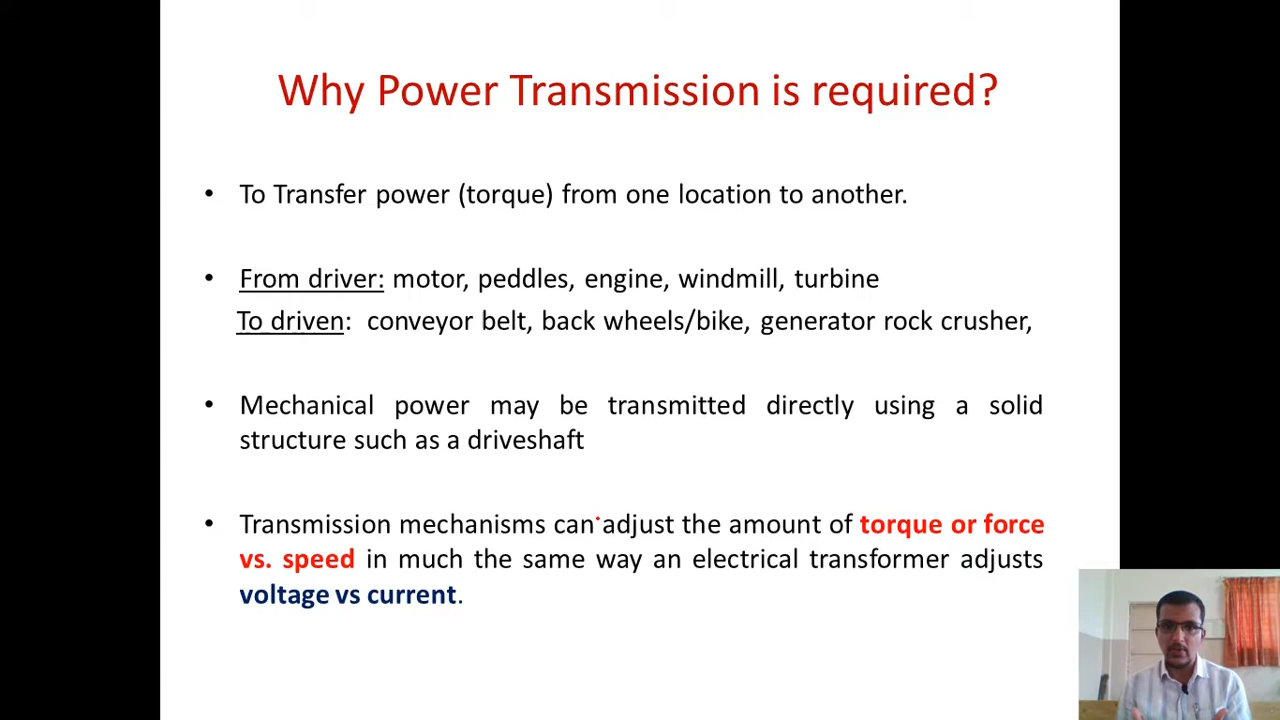 Why Power Transmission is required?
• To Transfer power (torque) from one location to another.
• From driver: motor, peddles, engine, windmill, turbine
To driven: conveyor belt, back wheels/bike, generator rock crusher,
• Mechanical power may be transmitted directly using a solid
structure such as a driveshaft
• Transmission mechanisms can adjust the amount of torque or force
vs. speed in much the same way an electrical transformer adjusts
voltage vs current.